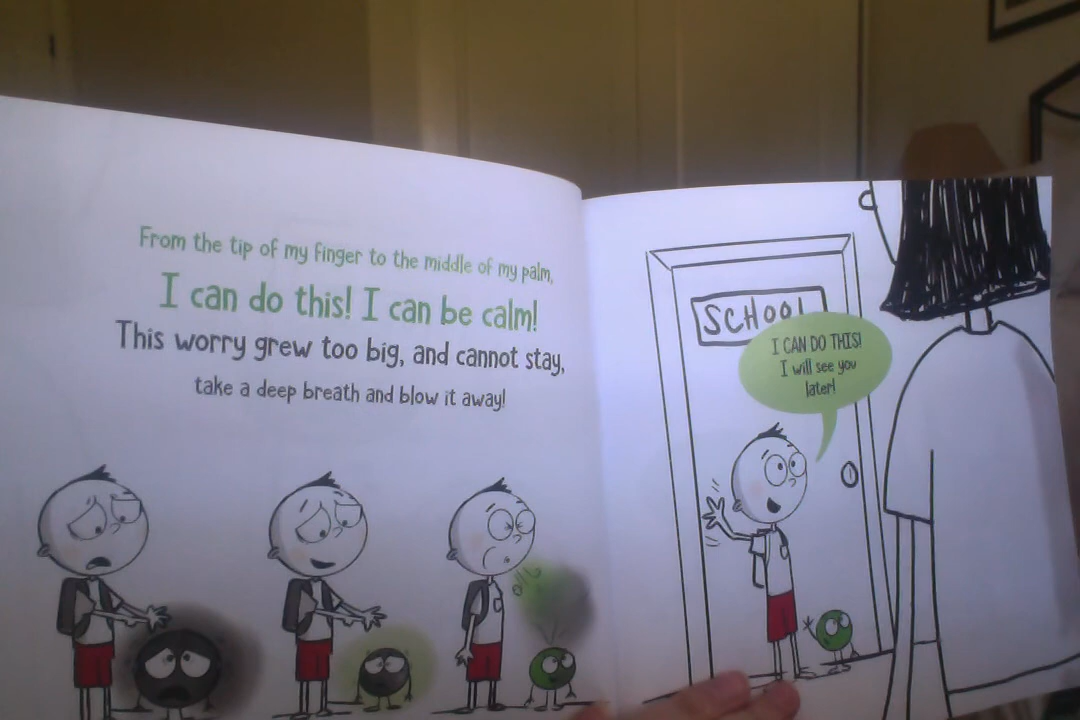 From the tip of my finger to the middle of my palm,
I can do this! I can be calm!
This worry grew too big, and cannot stay,
take a deep breath and blow it away!
SCHOOL
I CAN DO THIS!
I will see you
later!